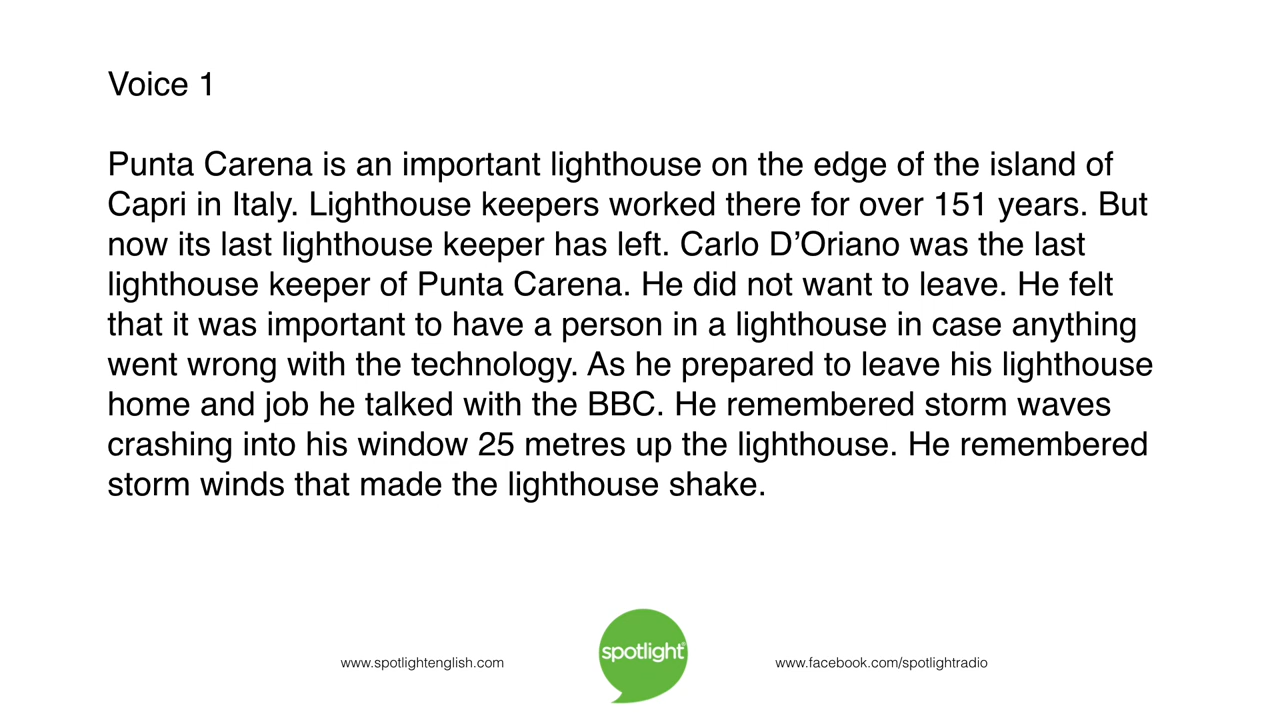 Voice 1
Punta Carena is an important lighthouse on the edge of the island of
Capri in Italy. Lighthouse keepers worked there for over 151 years. But
now its last lighthouse keeper has left. Carlo D’Oriano was the last
lighthouse keeper of Punta Carena. He did not want to leave. He felt
that it was important to have a person in a lighthouse in case anything
went wrong with the technology. As he prepared to leave his lighthouse
home and job he talked with the BBC. He remembered storm waves
crashing into his window 25 metres up the lighthouse. He remembered
storm winds that made the lighthouse shake.
www.spotlightenglish.com
spotlight®
www.facebook.com/spotlightradio